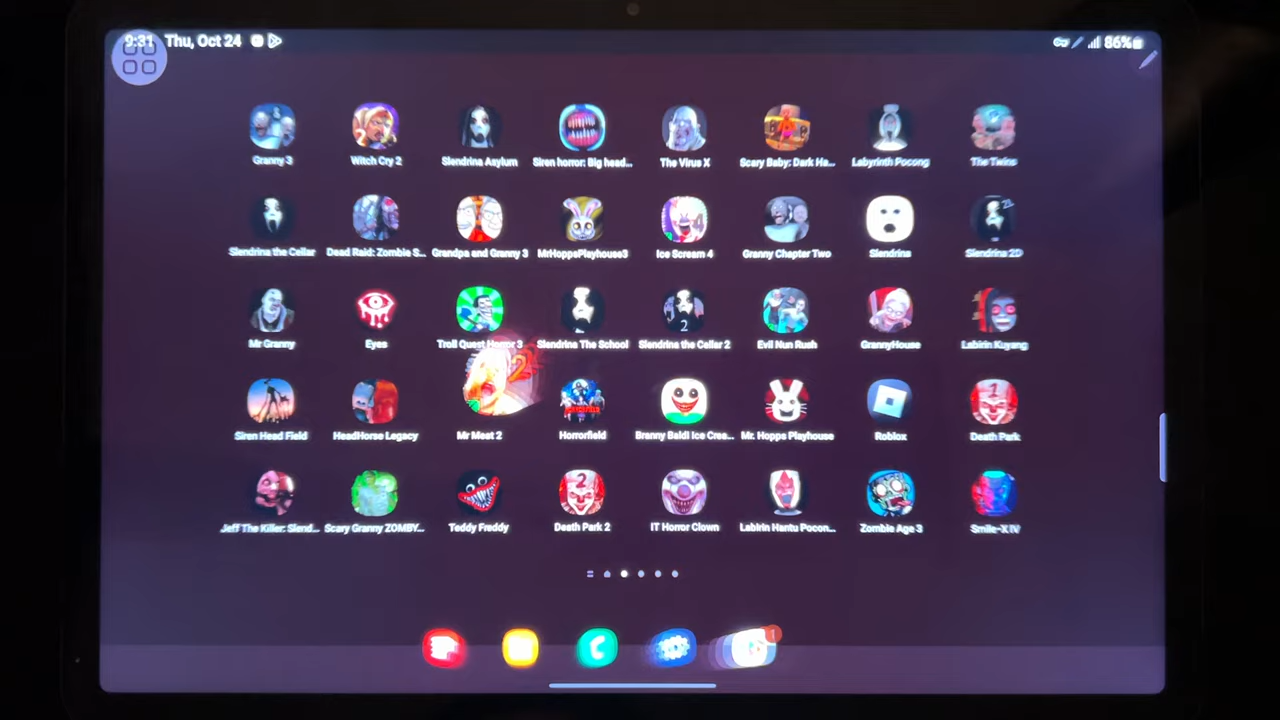 9:31 Thu, Oct 24 86%
Granny 3 Witch Cry 2 Slendrina Asylum Siren horror: Big head... The Virus X Scary Baby: Dark Ha... Labyrinth Pocong The Twins
Slendrina the Cellar Dead Raid: Zombie S... Grandpa and Granny 3 MrHoppsPlayhouse3 Ice Scream 4 Granny Chapter Two Slendrina Slendrina 2D
Mr Granny Eyes Troll Quest Horror 3 Slendrina The School Slendrina the Cellar 2 Evil Nun Rush GrannyHouse Labirin Kuyang
Siren Head Field HeadHorse Legacy Mr Meat 2 Horrorfield Branny Baldi Ice Crea... Mr. Hopps Playhouse Roblox Death Park
Jeff The Killer: Slend... Scary Granny ZOMBY... Teddy Freddy Death Park 2 IT Horror Clown Labirin Hantu Pocon... Zombie Age 3 Smile-X IV